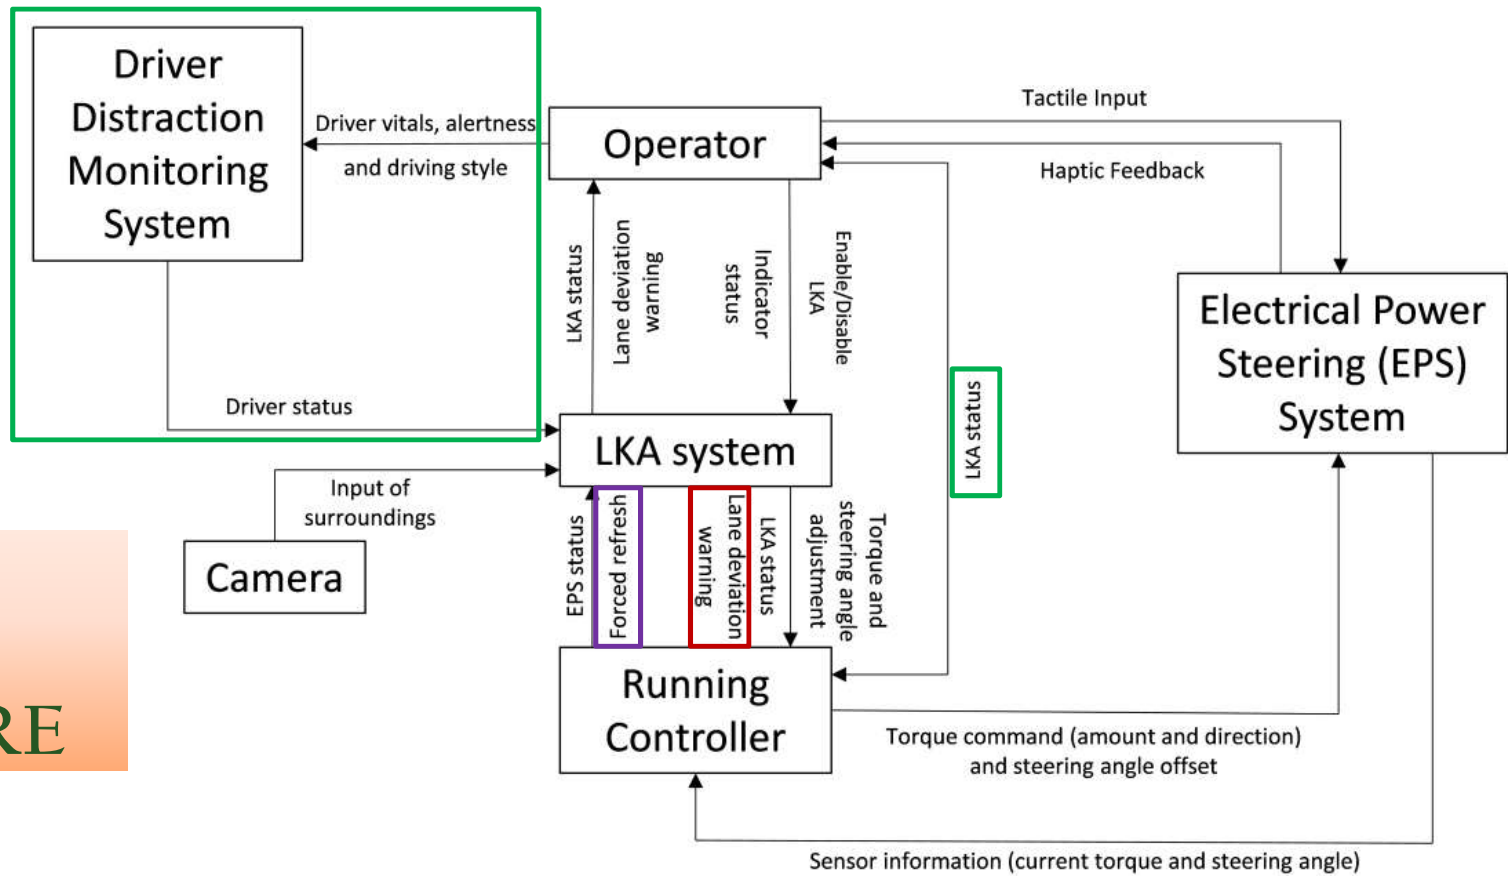 Driver
Distraction
Monitoring
System
Driver vitals, alertness
and driving style
Operator
Tactile Input
Haptic Feedback
LKA status
Lane deviation
warning
Indicator
status
Enable/Disable
LKA
LKA status
Electrical Power
Steering (EPS)
System
Driver status
LKA system
Input of
surroundings
Camera
EPS status
Forced refresh
Lane deviation
warning
LKA status
Torque and
steering angle
adjustment
Running
Controller
RE
Torque command (amount and direction)
and steering angle offset
Sensor information (current torque and steering angle)